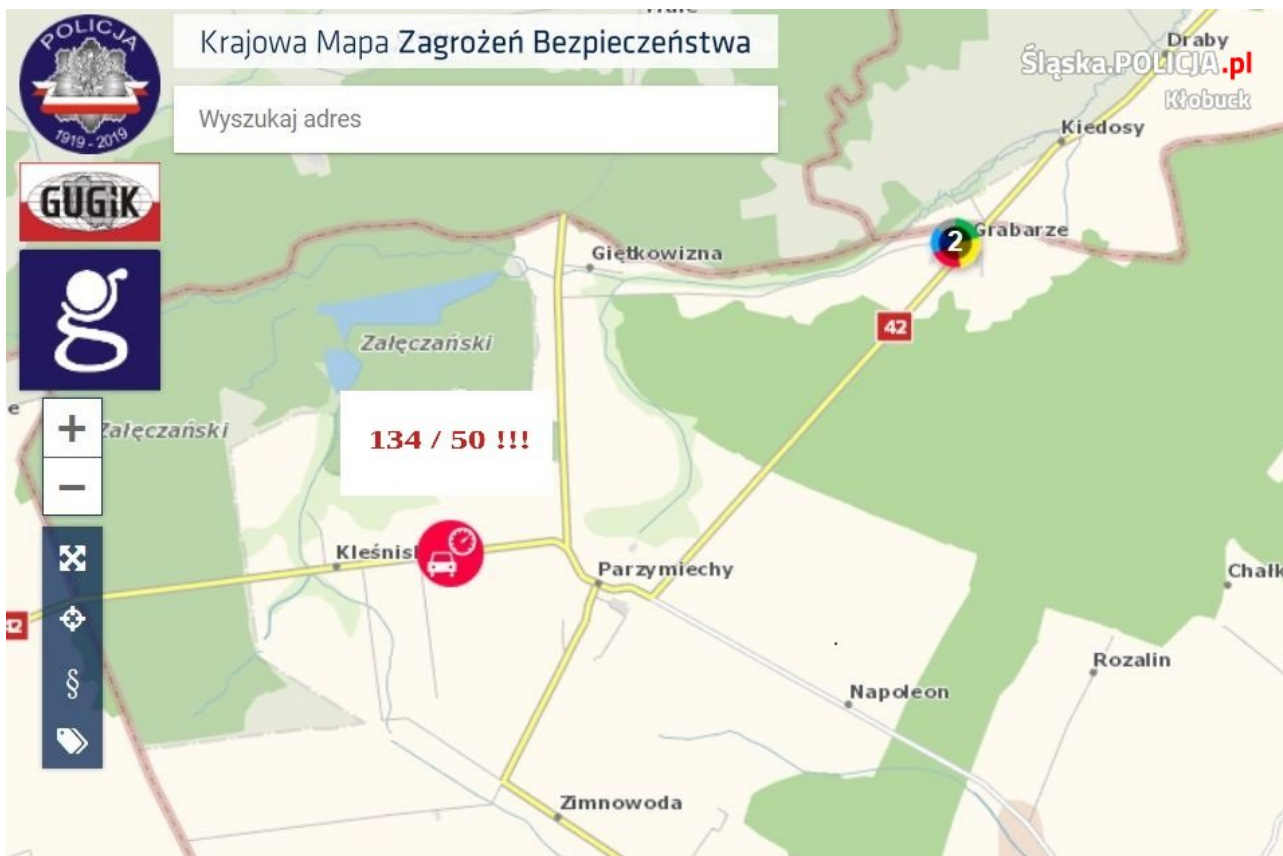 POLICJA
1919 - 2019
Krajowa Mapa Zagrożeń Bezpieczeństwa
Wyszukaj adres
Śląska.POLICJA.pl
Kłobuck
GUGiK
g
Draby
Kiedosy
Grabarze
2
Giętkowizna
42
Załęczański
Załęczański
134 / 50 !!!
+
−
Kleśnisk
Parzymiechy
42
§
Rozalin
Napoleon
Zimnowoda